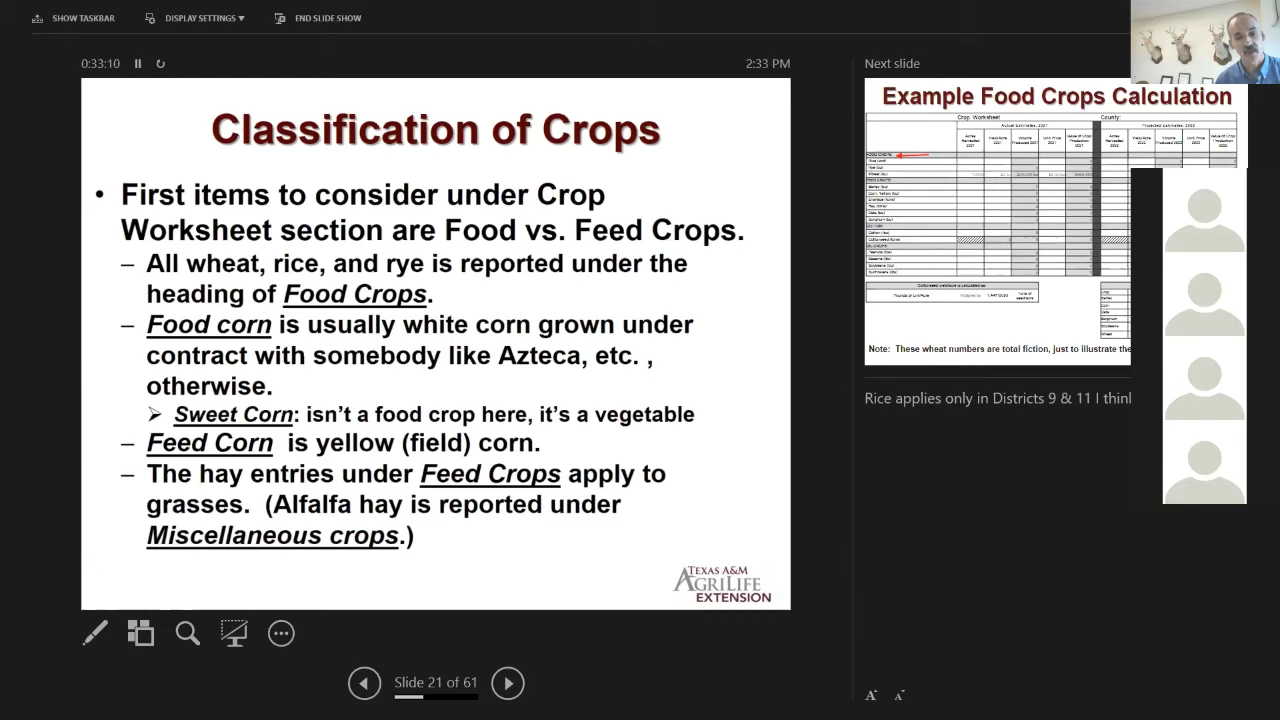 SHOW TASKBAR
DISPLAY SETTINGS
END SLIDE SHOW
0:33:10
2:33 PM
Classification of Crops
• First items to consider under Crop
Worksheet section are Food vs. Feed Crops.
– All wheat, rice, and rye is reported under the
heading of Food Crops.
– Food corn is usually white corn grown under
contract with somebody like Azteca, etc. ,
otherwise.
➢ Sweet Corn: isn't a food crop here, it's a vegetable
– Feed Corn is yellow (field) corn.
– The hay entries under Feed Crops apply to
grasses. (Alfalfa hay is reported under
Miscellaneous crops.)
TEXAS A&M
AGRILIFE
EXTENSION
Slide 21 of 61
Next slide
Example Food Crops Calculation
Crop Worksheet
County:
Note: These wheat numbers are total fiction, just to illustrate the
Rice applies only in Districts 9 & 11 I thinl
A
A